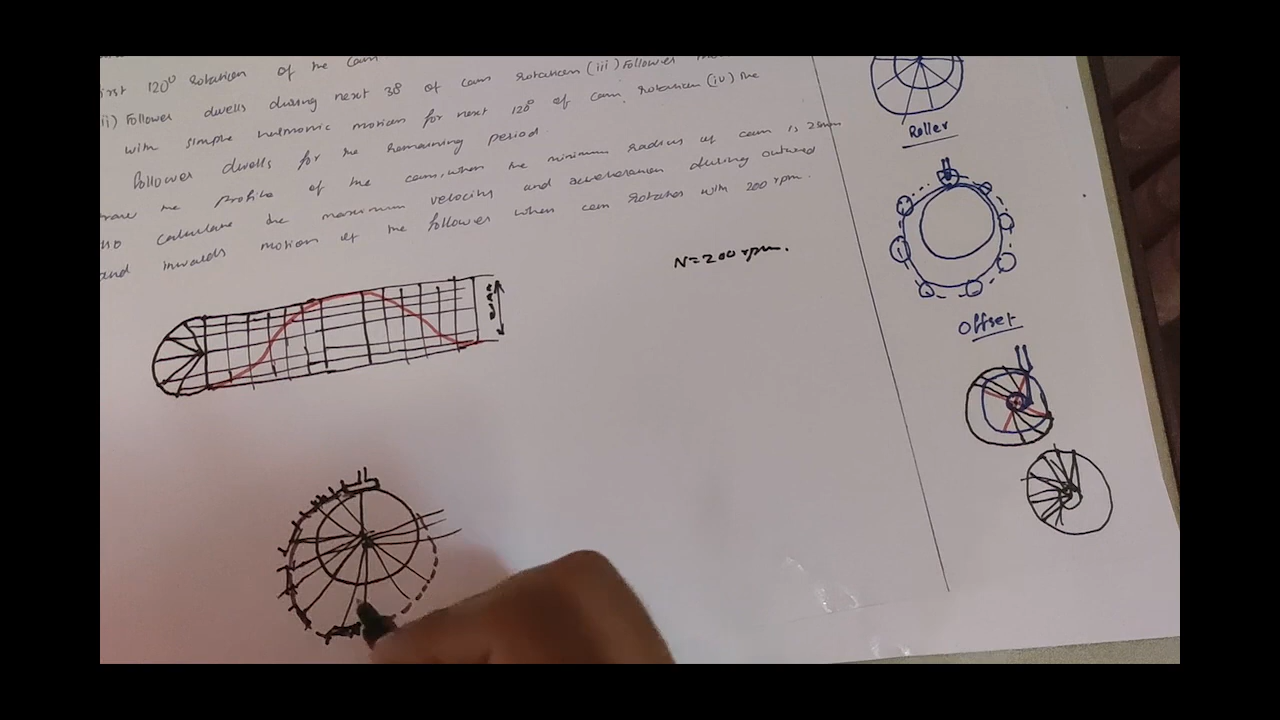 first 120° Rotation of the Cam
ii) Follower dwells during next 30° of cam rotation (iii) Follower
with simple harmonic motion for next 120° of cam rotation (iv) The
follower dwells for the remaining period.
the profile of the cam, when the minimum radius of cam is 25mm
calculate the maximum velocity and acceleration during outward
and inwards motion of the follower when cam rotates with 200 rpm.
N=200 rpm.
Roller
Offset